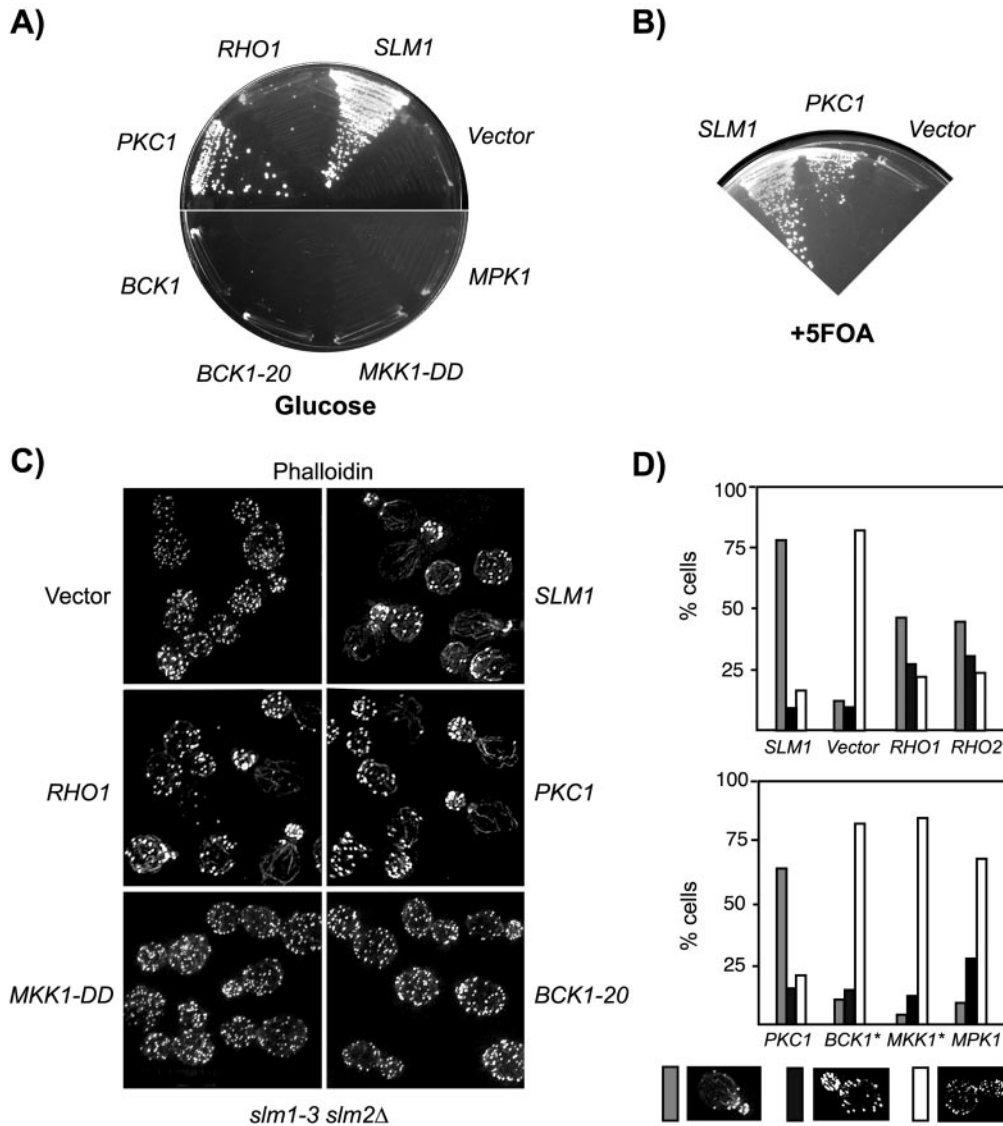 A)
RHO1
SLM1
PKC1
Vector
BCK1
MPK1
BCK1-20
MKK1-DD
Glucose
B)
PKC1
SLM1
Vector
+5FOA
C)
Phalloidin
Vector
SLM1
RHO1
PKC1
MKK1-DD
BCK1-20
slm1-3 slm2Δ
D)
100
75
50
25
% cells
SLM1 Vector RHO1 RHO2
100
75
50
25
% cells
PKC1 BCK1* MKK1* MPK1